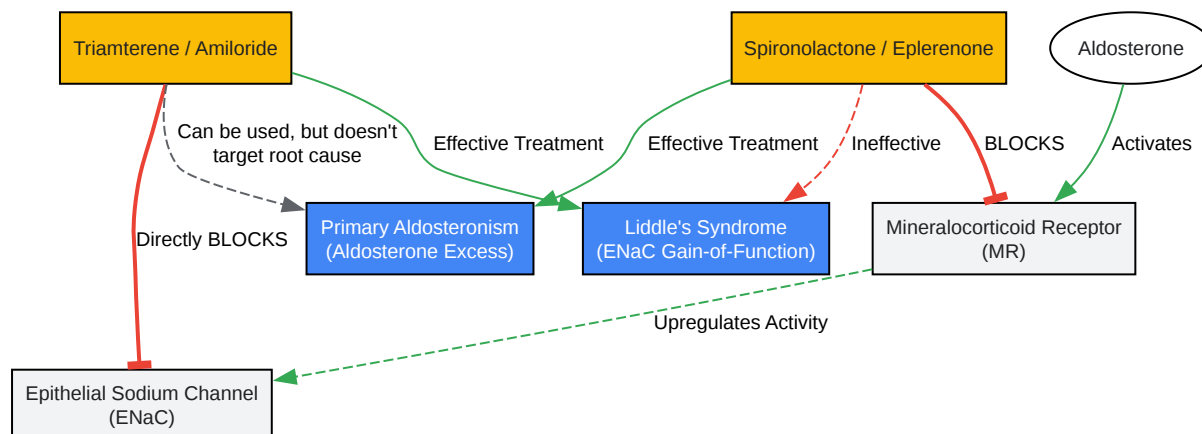 Triamterene / Amiloride
Spironolactone / Eplerenone
Aldosterone
Can be used, but doesn't
target root cause
Effective Treatment
Effective Treatment
Ineffective
BLOCKS
Activates
Primary Aldosteronism
(Aldosterone Excess)
Liddle's Syndrome
(ENaC Gain-of-Function)
Mineralocorticoid Receptor
(MR)
Directly BLOCKS
Upregulates Activity
Epithelial Sodium Channel
(ENaC)